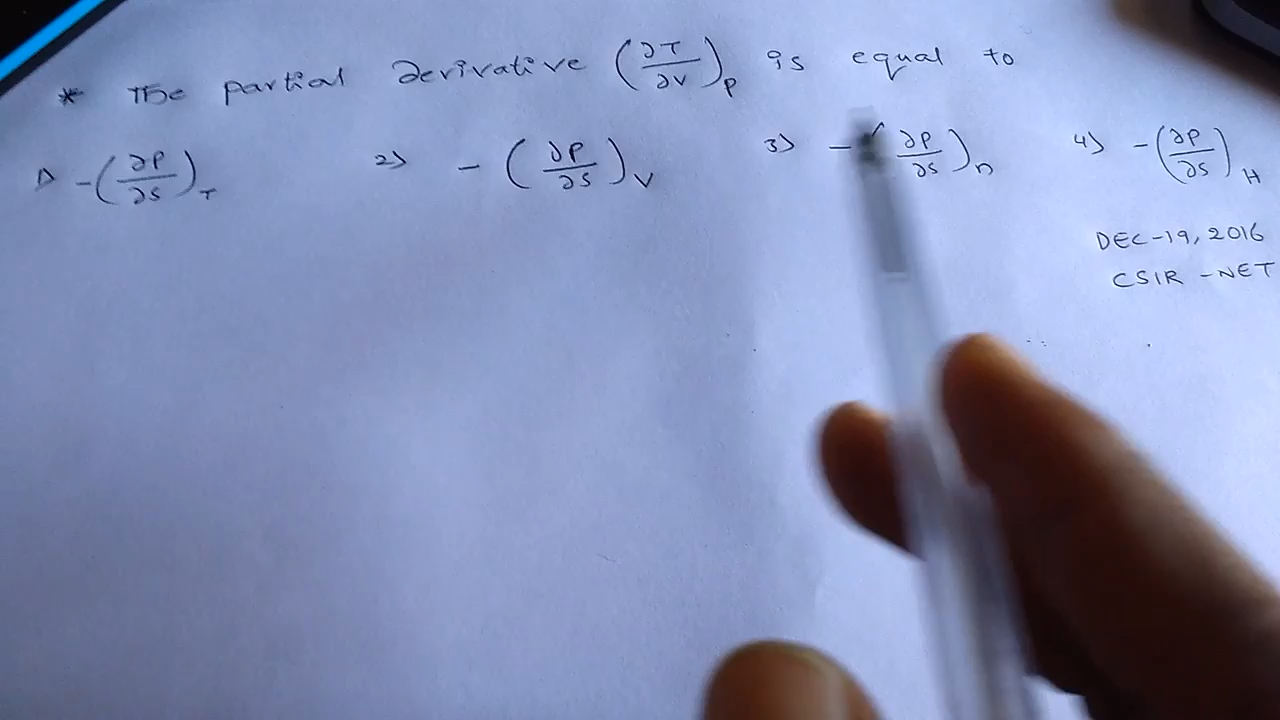 * The partial derivative (∂T/∂V)_P is equal to
1) -(∂P/∂S)_T 2) -(∂P/∂S)_V 3) -(∂P/∂S)_n 4) -(∂P/∂S)_H
DEC-19, 2016
CSIR -NET